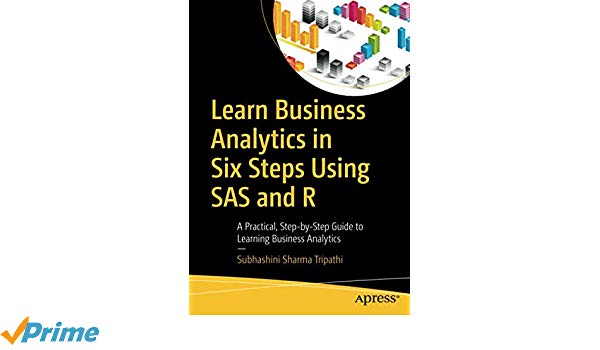 Learn Business
Analytics in
Six Steps Using
SAS and R
A Practical, Step-by-Step Guide to
Learning Business Analytics
—
Subhashini Sharma Tripathi
Apress®
Prime